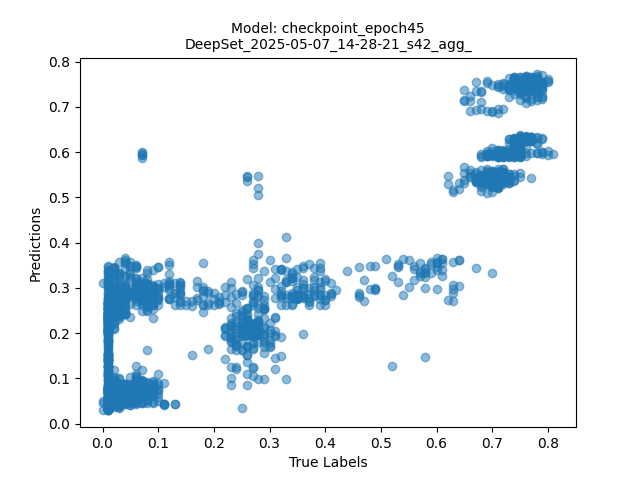 Model: checkpoint_epoch45
DeepSet_2025-05-07_14-28-21_s42_agg_
0.8
0.7
0.6
0.5
0.4
0.3
0.2
0.1
0.0
Predictions
0.0 0.1 0.2 0.3 0.4 0.5 0.6 0.7 0.8
True Labels